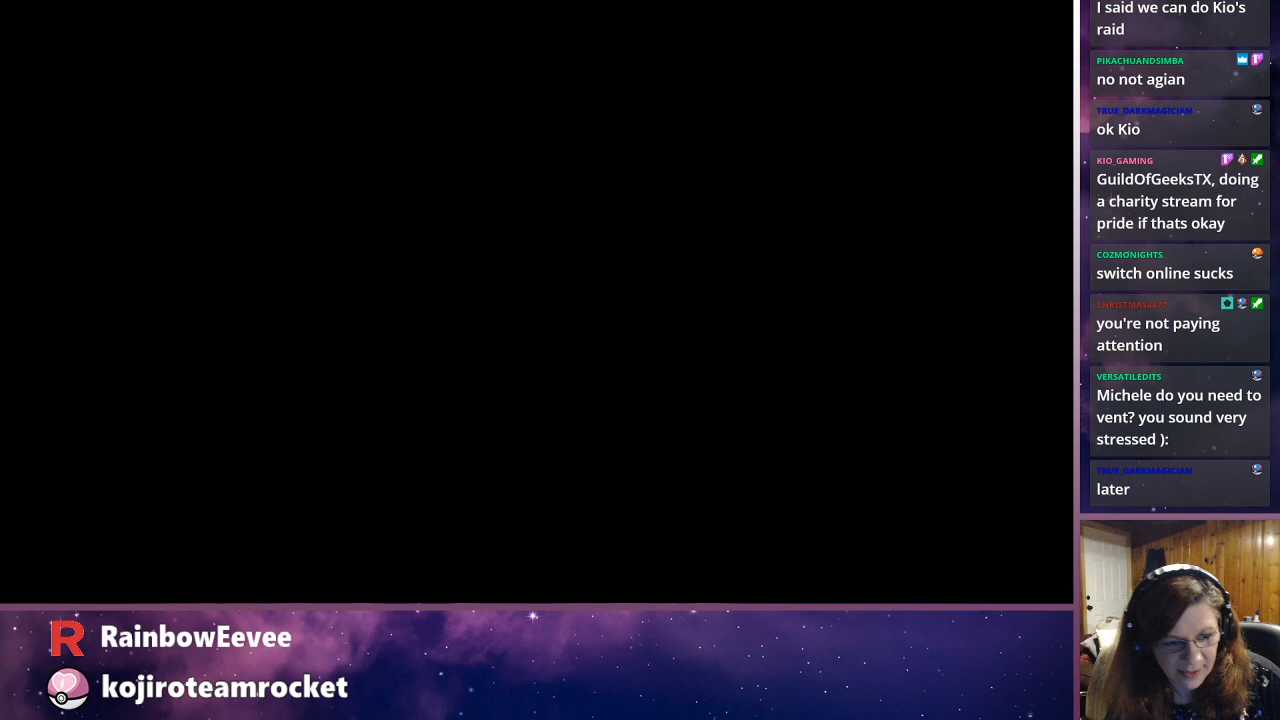 I said we can do Kio's
raid
PIKACHUANDSIMBA
no not agian
TRUE_DARKMAGICIAN
ok Kio
KIO_GAMING
GuildOfGeeksTX, doing
a charity stream for
pride if thats okay
COZMONIGHTS
switch online sucks
you're not paying
attention
VERSATILEDITS
Michele do you need to
vent? you sound very
stressed ):
TRUE_DARKMAGICIAN
later
R RainbowEevee
kojiroteamrocket